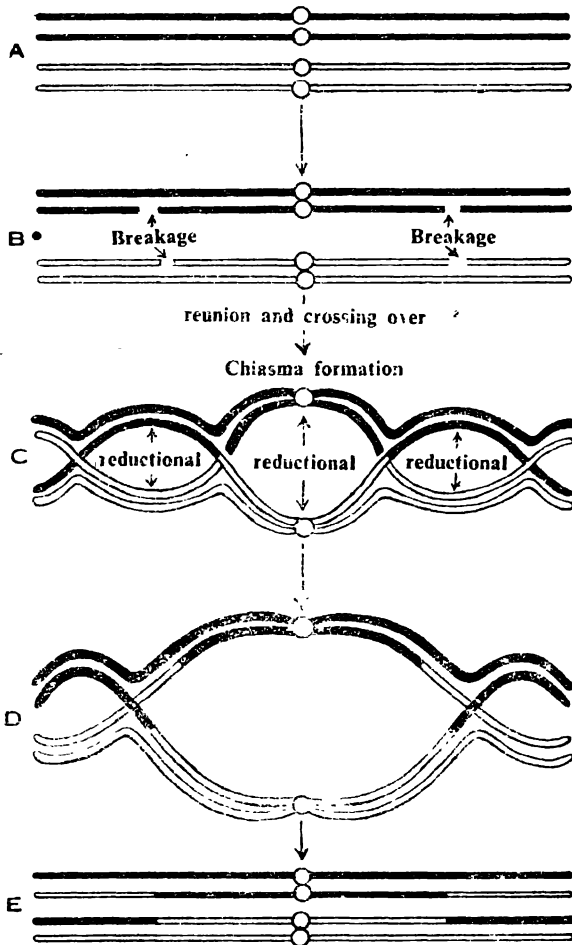 A
B
Breakage Breakage
reunion and crossing over
Chiasma formation
C
reductional reductional reductional
D
E